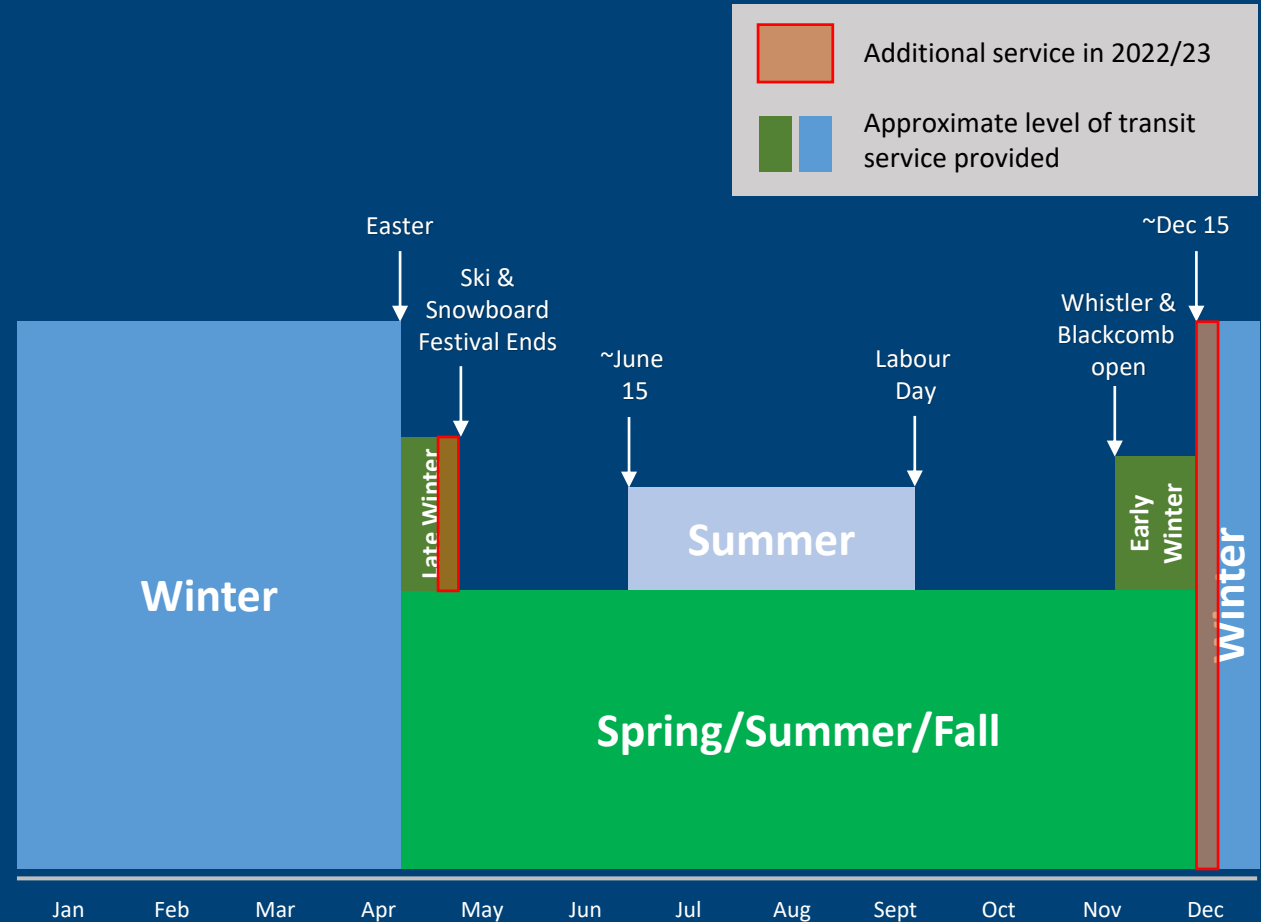 Additional service in 2022/23
Approximate level of transit
service provided
Easter
~Dec 15
Ski &
Snowboard
Festival Ends
Whistler &
Blackcomb
open
~June
15
Labour
Day
Late Winter
Summer
Early
Winter
Winter
Winter
Spring/Summer/Fall
Jan Feb Mar Apr May Jun Jul Aug Sept Oct Nov Dec